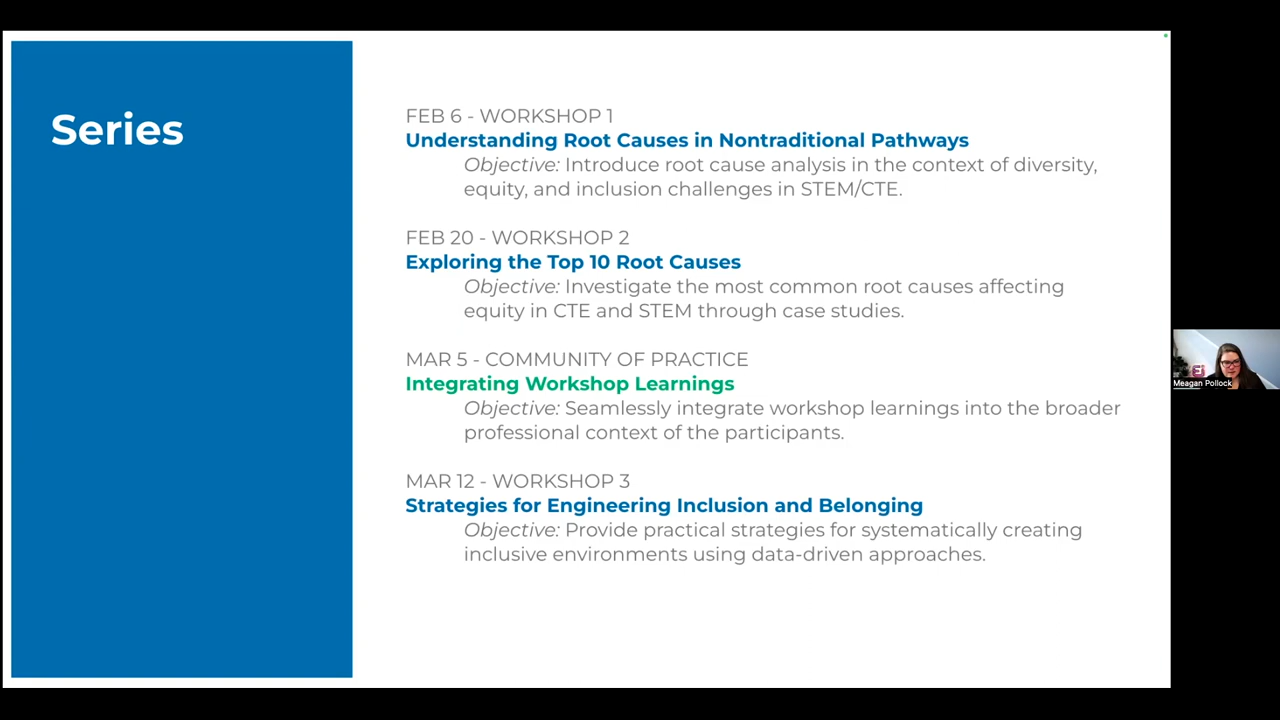 Series
FEB 6 - WORKSHOP 1
Understanding Root Causes in Nontraditional Pathways
Objective: Introduce root cause analysis in the context of diversity,
equity, and inclusion challenges in STEM/CTE.
FEB 20 - WORKSHOP 2
Exploring the Top 10 Root Causes
Objective: Investigate the most common root causes affecting
equity in CTE and STEM through case studies.
MAR 5 - COMMUNITY OF PRACTICE
Integrating Workshop Learnings
Objective: Seamlessly integrate workshop learnings into the broader
professional context of the participants.
MAR 12 - WORKSHOP 3
Strategies for Engineering Inclusion and Belonging
Objective: Provide practical strategies for systematically creating
inclusive environments using data-driven approaches.
Meagan Pollock